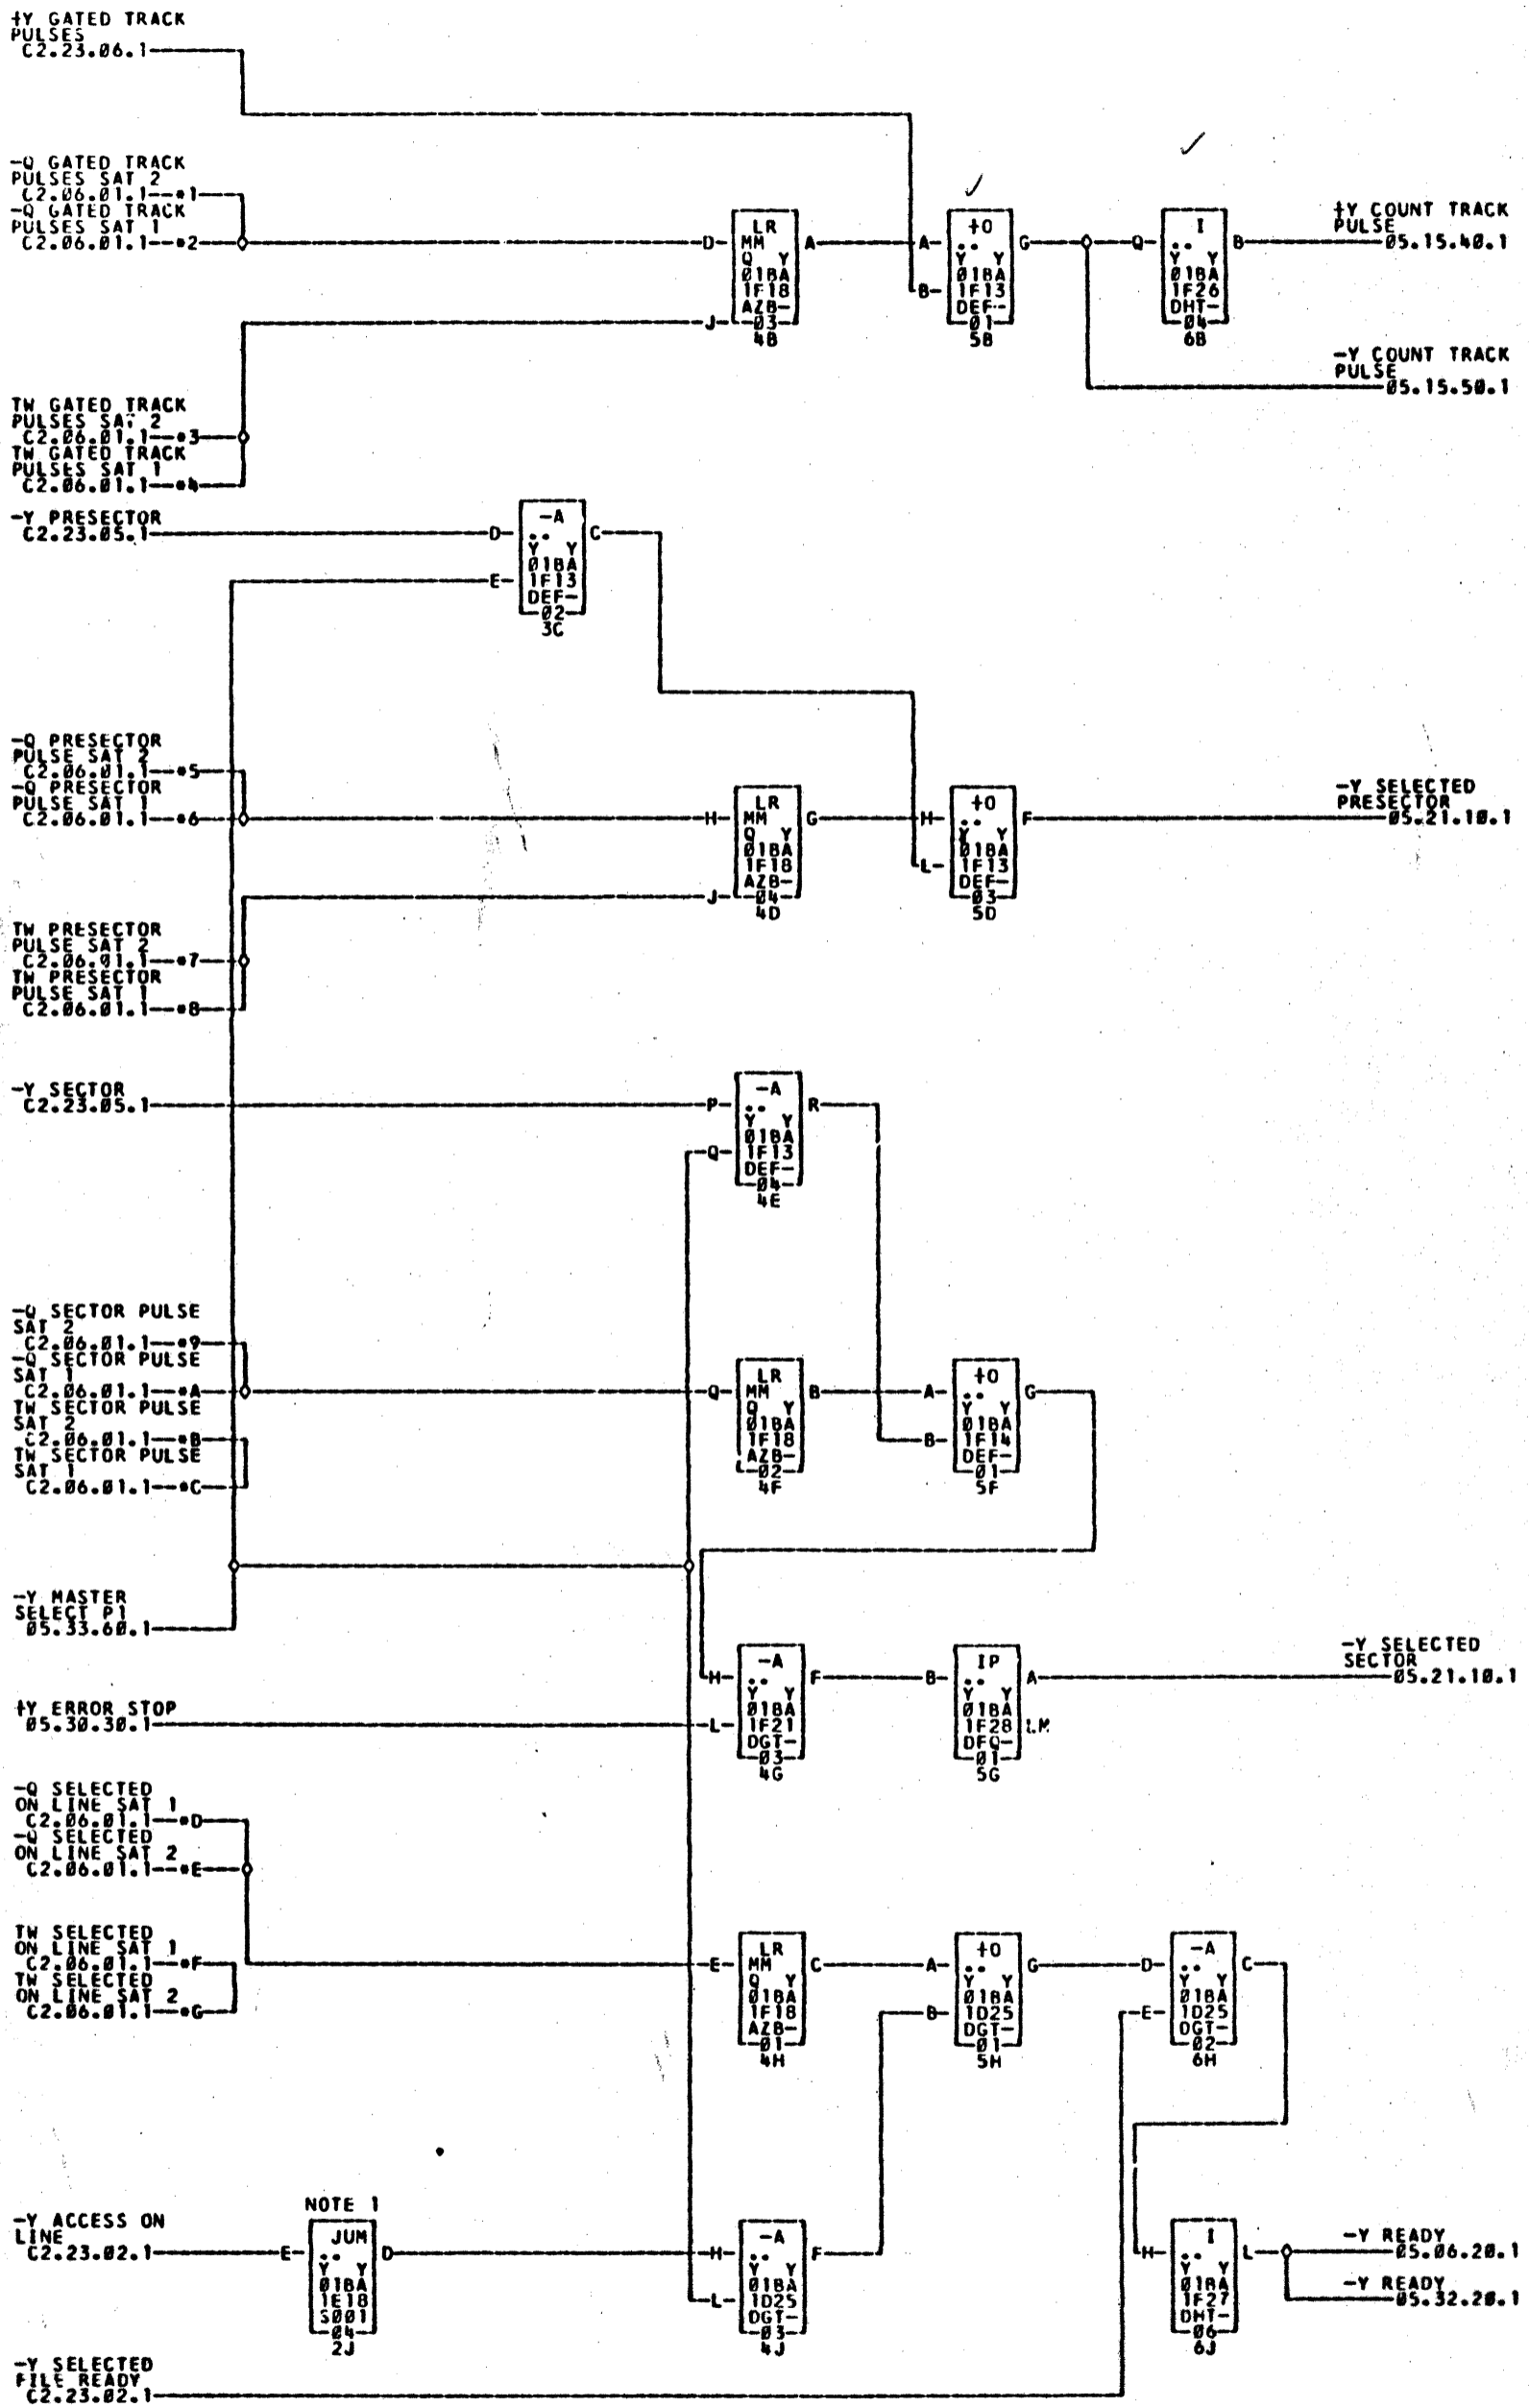 +Y GATED TRACK
PULSES
C2.23.06.1
-Q GATED TRACK
PULSES SAT 2
C2.06.01.1--*1
-Q GATED TRACK
PULSES SAT 1
C2.06.01.1--*2
D- LR A
MM
Q Y
01BA
1F18
AZB-
J- 03
4B
A- +O G
..
Y Y
01BA
B- 1F13
DEF-
01
5B
Q- I B
..
Y Y
01BA
1F26
DHT-
04
6B
+Y COUNT TRACK
PULSE
05.15.40.1
-Y COUNT TRACK
PULSE
05.15.50.1
TW GATED TRACK
PULSES SAT 2
C2.06.01.1--*3
TW GATED TRACK
PULSES SAT 1
C2.06.01.1--*4
-Y PRESECTOR
C2.23.05.1
D- -A C
..
Y Y
01BA
E- 1F13
DEF-
02
3C
-Q PRESECTOR
PULSE SAT 2
C2.06.01.1--*5
-Q PRESECTOR
PULSE SAT 1
C2.06.01.1--*6
H- LR G
MM
Q Y
01BA
1F18
AZB-
J- 04
4D
H- +O F
..
Y Y
01BA
L- 1F13
DEF-
03
5D
-Y SELECTED
PRESECTOR
05.21.10.1
TW PRESECTOR
PULSE SAT 2
C2.06.01.1--*7
TW PRESECTOR
PULSE SAT 1
C2.06.01.1--*8
-Y SECTOR
C2.23.05.1
P- -A R
..
Y Y
01BA
Q- 1F13
DEF-
04
4E
-Q SECTOR PULSE
SAT 2
C2.06.01.1--*9
-Q SECTOR PULSE
SAT 1
C2.06.01.1--*A
TW SECTOR PULSE
SAT 2
C2.06.01.1--*B
TW SECTOR PULSE
SAT 1
C2.06.01.1--*C
Q- LR B
MM
Q Y
01BA
1F18
AZB-
02
4F
A- +O G
..
Y Y
01BA
B- 1F14
DEF-
01
5F
-Y MASTER
SELECT P1
05.33.60.1
H- -A F
..
Y Y
01BA
L- 1F21
DGT-
03
4G
B- IP A
..
Y Y
01BA
1F28 LM
DFQ-
01
5G
-Y SELECTED
SECTOR
05.21.10.1
+Y ERROR STOP
05.30.30.1
-Q SELECTED
ON LINE SAT 1
C2.06.01.1--*D
-Q SELECTED
ON LINE SAT 2
C2.06.01.1--*E
TW SELECTED
ON LINE SAT 1
C2.06.01.1--*F
TW SELECTED
ON LINE SAT 2
C2.06.01.1--*G
E- LR C
MM
Q Y
01BA
1F18
AZB-
01
4H
A- +O G
..
Y Y
01BA
B- 1D25
DGT-
01
5H
D- -A C
..
Y Y
01BA
E- 1D25
DGT-
02
6H
NOTE 1
-Y ACCESS ON
LINE
C2.23.02.1
E- JUM D
..
Y Y
01BA
1E18
S001
04
2J
H- -A F
..
Y Y
01BA
L- 1D25
DGT-
03
4J
H- I L
..
Y Y
01BA
1F27
DHT-
06
6J
-Y READY
05.06.20.1
-Y READY
05.32.20.1
-Y SELECTED
FILE READY
C2.23.02.1